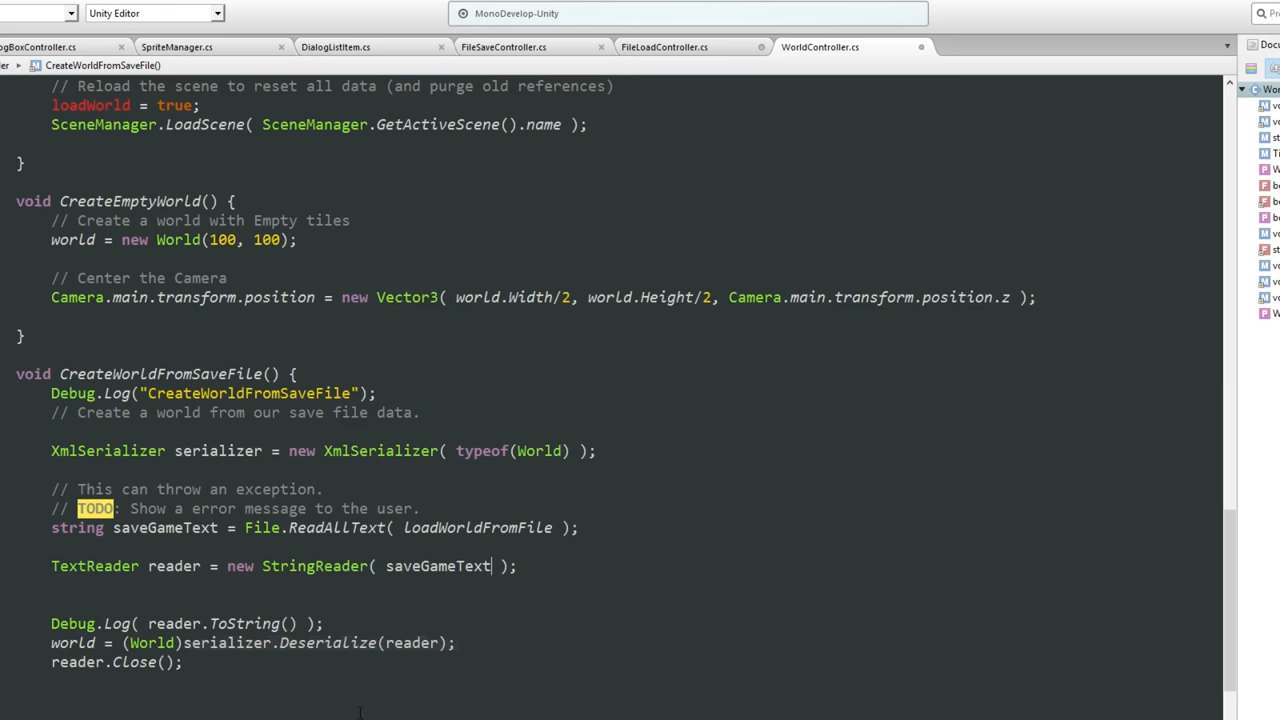 Unity Editor
MonoDevelop-Unity
ogBoxController.cs
SpriteManager.cs
DialogListItem.cs
FileSaveController.cs
FileLoadController.cs
WorldController.cs
Docu
CreateWorldFromSaveFile()
// Reload the scene to reset all data (and purge old references)
loadWorld = true;
SceneManager.LoadScene( SceneManager.GetActiveScene().name );
}
void CreateEmptyWorld() {
// Create a world with Empty tiles
world = new World(100, 100);
// Center the Camera
Camera.main.transform.position = new Vector3( world.Width/2, world.Height/2, Camera.main.transform.position.z );
}
void CreateWorldFromSaveFile() {
Debug.Log("CreateWorldFromSaveFile");
// Create a world from our save file data.
XmlSerializer serializer = new XmlSerializer( typeof(World) );
// This can throw an exception.
// TODO: Show a error message to the user.
string saveGameText = File.ReadAllText( loadWorldFromFile );
TextReader reader = new StringReader( saveGameText );
Debug.Log( reader.ToString() );
world = (World)serializer.Deserialize(reader);
reader.Close();